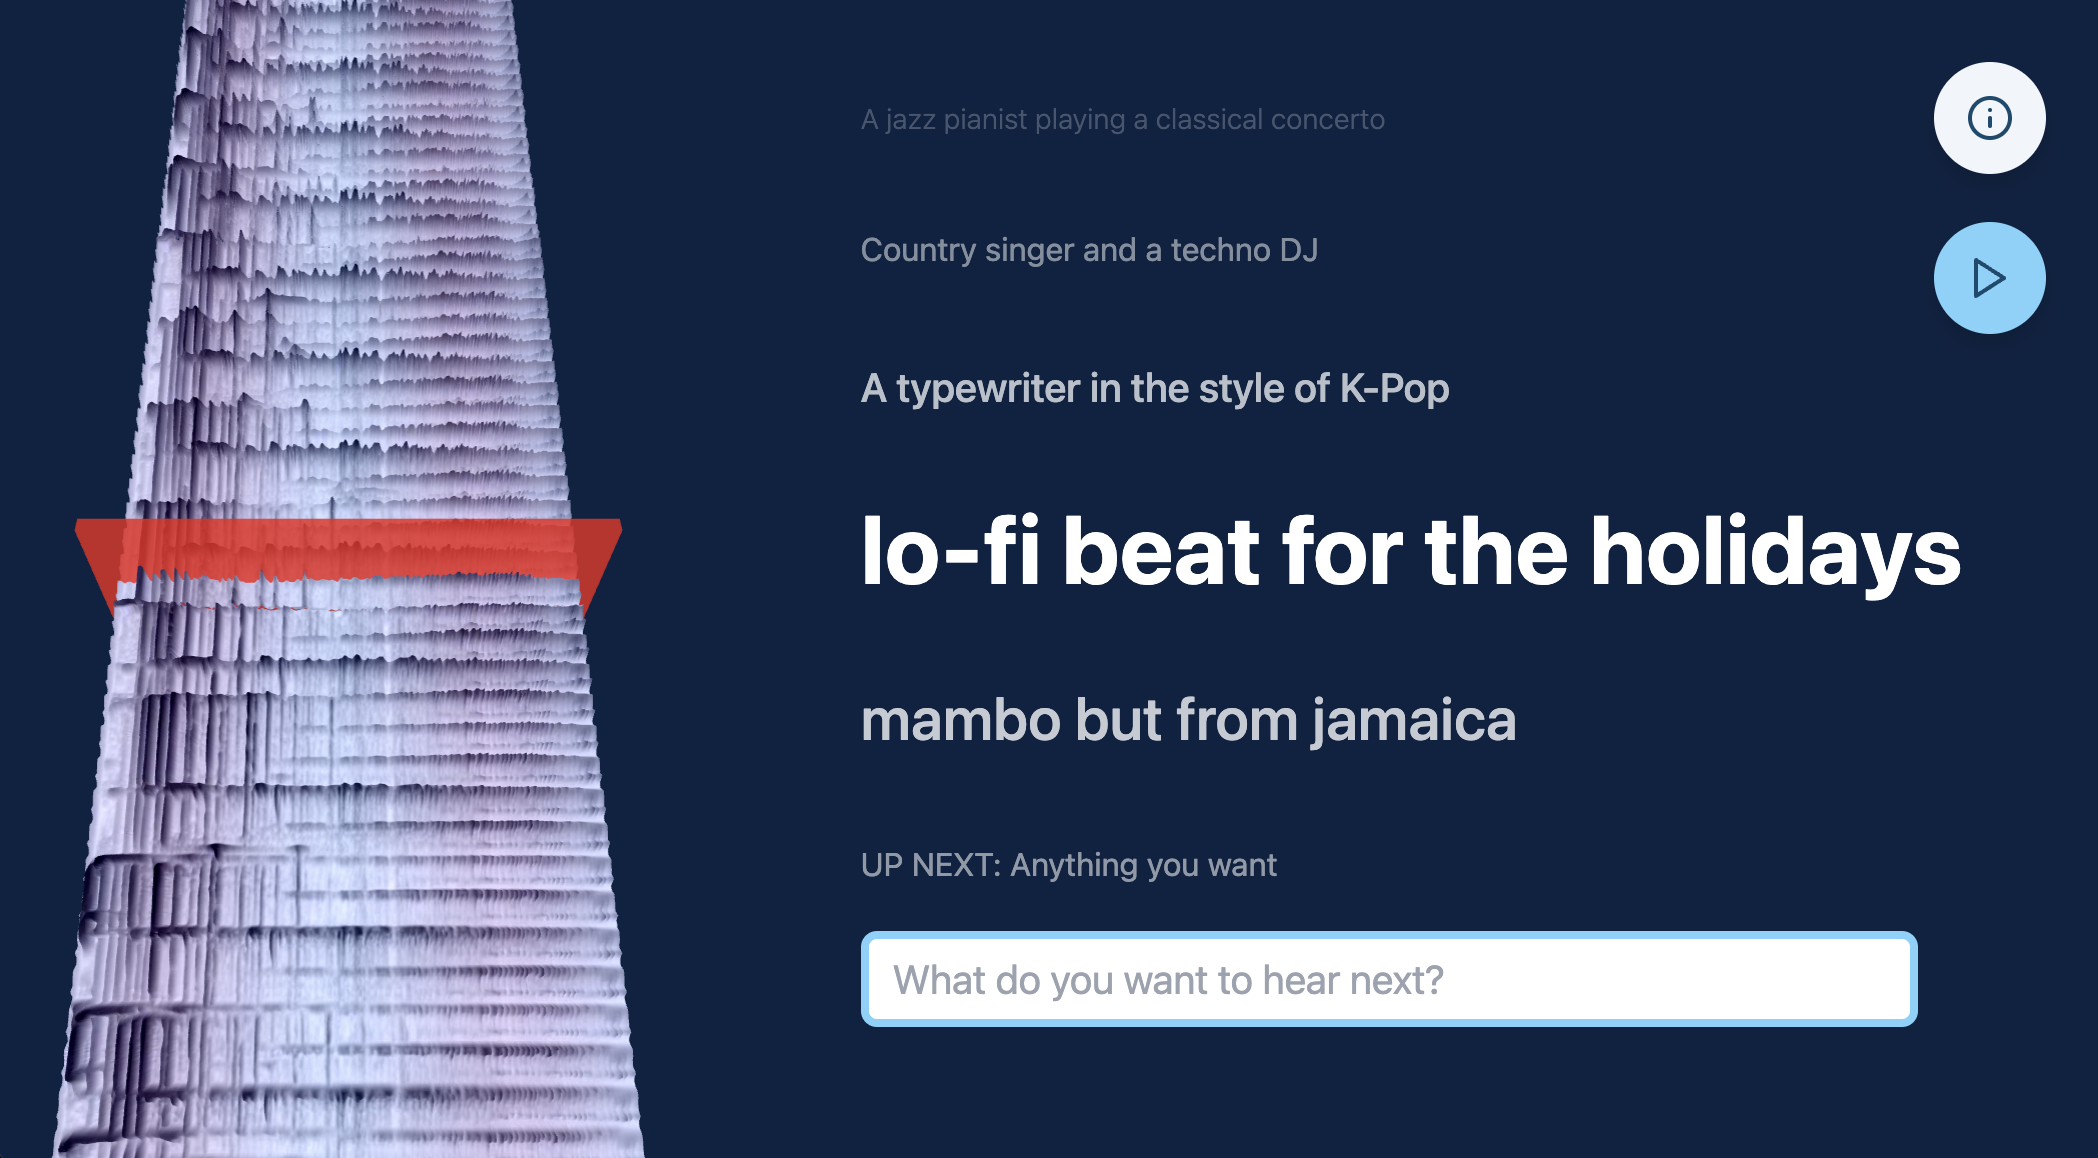 A jazz pianist playing a classical concerto
Country singer and a techno DJ
A typewriter in the style of K-Pop
lo-fi beat for the holidays
mambo but from jamaica
UP NEXT: Anything you want
What do you want to hear next?